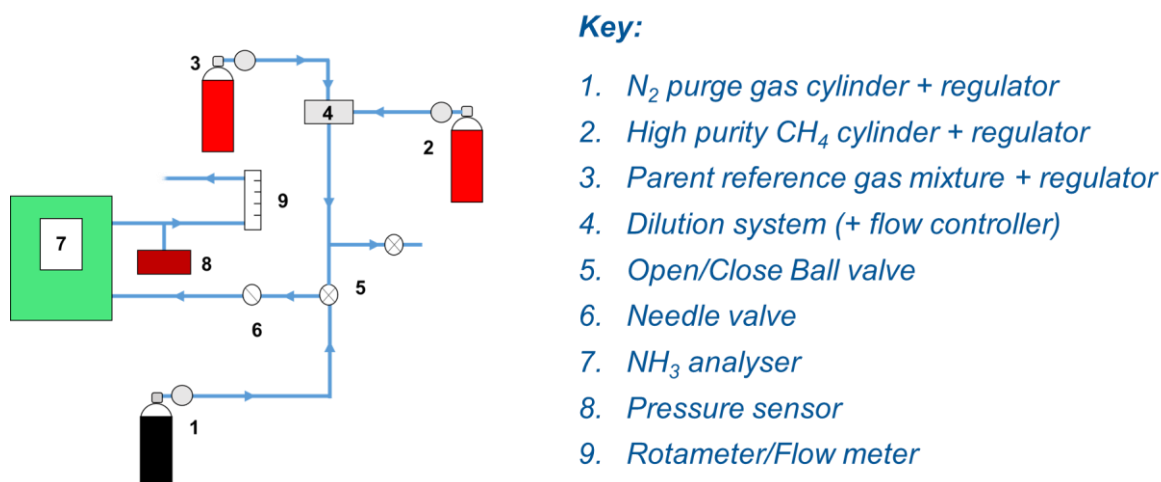 Key:
1. N₂ purge gas cylinder + regulator
2. High purity CH₄ cylinder + regulator
3. Parent reference gas mixture + regulator
4. Dilution system (+ flow controller)
5. Open/Close Ball valve
6. Needle valve
7. NH₃ analyser
8. Pressure sensor
9. Rotameter/Flow meter
3
4
2
9
7
8
5
6
1